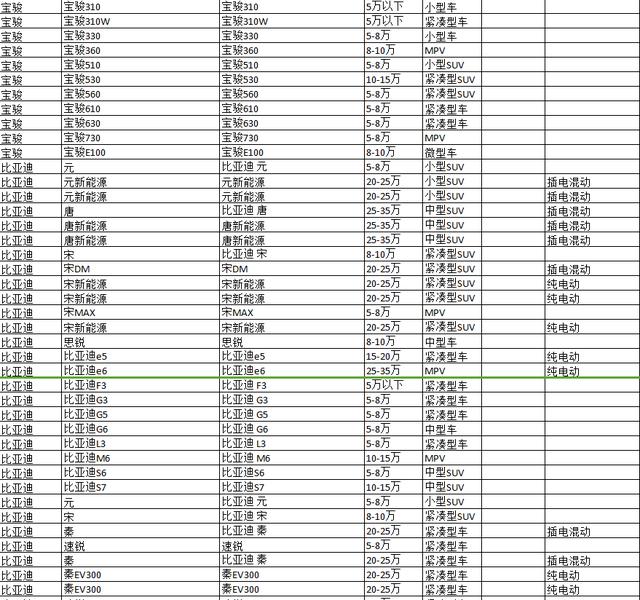 宝骏 宝骏310 宝骏310 5万以下 小型车
宝骏 宝骏310W 宝骏310W 5万以下 紧凑型车
宝骏 宝骏330 宝骏330 5-8万 小型车
宝骏 宝骏360 宝骏360 8-10万 MPV
宝骏 宝骏510 宝骏510 5-8万 小型SUV
宝骏 宝骏530 宝骏530 10-15万 紧凑型SUV
宝骏 宝骏560 宝骏560 5-8万 紧凑型SUV
宝骏 宝骏610 宝骏610 5-8万 紧凑型车
宝骏 宝骏630 宝骏630 5-8万 紧凑型车
宝骏 宝骏730 宝骏730 5-8万 MPV
宝骏 宝骏E100 宝骏E100 8-10万 微型车
比亚迪 元 比亚迪 元 5-8万 小型SUV
比亚迪 元新能源 元新能源 20-25万 小型SUV 插电混动
比亚迪 元新能源 元新能源 20-25万 小型SUV 插电混动
比亚迪 唐 比亚迪 唐 25-35万 中型SUV 插电混动
比亚迪 唐新能源 唐新能源 25-35万 中型SUV 插电混动
比亚迪 唐新能源 唐新能源 25-35万 中型SUV 插电混动
比亚迪 宋 比亚迪 宋 8-10万 紧凑型SUV
比亚迪 宋DM 宋DM 20-25万 紧凑型SUV 插电混动
比亚迪 宋新能源 宋新能源 20-25万 紧凑型SUV 纯电动
比亚迪 宋新能源 宋新能源 20-25万 紧凑型SUV 纯电动
比亚迪 宋MAX 宋MAX 5-8万 MPV
比亚迪 宋新能源 宋新能源 20-25万 紧凑型SUV 纯电动
比亚迪 思锐 思锐 8-10万 中型车
比亚迪 比亚迪e5 比亚迪e5 15-20万 紧凑型车 纯电动
比亚迪 比亚迪e6 比亚迪e6 25-35万 MPV 纯电动
比亚迪 比亚迪F3 比亚迪 F3 5万以下 紧凑型车
比亚迪 比亚迪G3 比亚迪 G3 5-8万 紧凑型车
比亚迪 比亚迪G5 比亚迪 G5 5-8万 紧凑型车
比亚迪 比亚迪G6 比亚迪 G6 5-8万 中型车
比亚迪 比亚迪L3 比亚迪 L3 5-8万 紧凑型车
比亚迪 比亚迪M6 比亚迪 M6 10-15万 MPV
比亚迪 比亚迪S6 比亚迪S6 5-8万 中型SUV
比亚迪 比亚迪S7 比亚迪S7 10-15万 中型SUV
比亚迪 元 比亚迪 元 5-8万 小型SUV
比亚迪 宋 比亚迪 宋 8-10万 紧凑型SUV
比亚迪 秦 比亚迪 秦 20-25万 紧凑型车 插电混动
比亚迪 速锐 速锐 5-8万 紧凑型车
比亚迪 秦 比亚迪 秦 20-25万 紧凑型车 插电混动
比亚迪 秦EV300 秦EV300 20-25万 紧凑型车 纯电动
比亚迪 秦EV300 秦EV300 20-25万 紧凑型车 纯电动